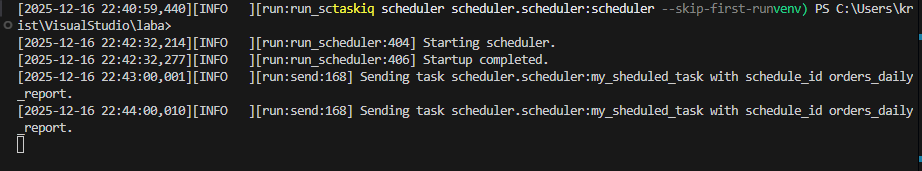 [2025-12-16 22:40:59,440][INFO   ][run:run_sctaskiq scheduler scheduler.scheduler:scheduler --skip-first-runvenv) PS C:\Users\kr
ist\VisualStudio\laba>
[2025-12-16 22:42:32,214][INFO   ][run:run_scheduler:404] Starting scheduler.
[2025-12-16 22:42:32,277][INFO   ][run:run_scheduler:406] Startup completed.
[2025-12-16 22:43:00,001][INFO   ][run:send:168] Sending task scheduler.scheduler:my_sheduled_task with schedule_id orders_daily
_report.
[2025-12-16 22:44:00,010][INFO   ][run:send:168] Sending task scheduler.scheduler:my_sheduled_task with schedule_id orders_daily
_report.